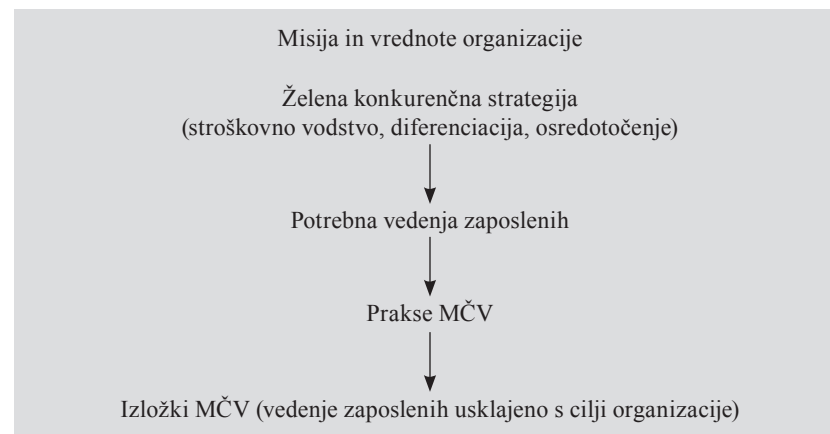 Misija in vrednote organizacije
Želena konkurenčna strategija
(stroškovno vodstvo, diferenciacija, osredotočenje)
Potrebna vedenja zaposlenih
Prakse MČV
Izložki MČV (vedenje zaposlenih usklajeno s cilji organizacije)